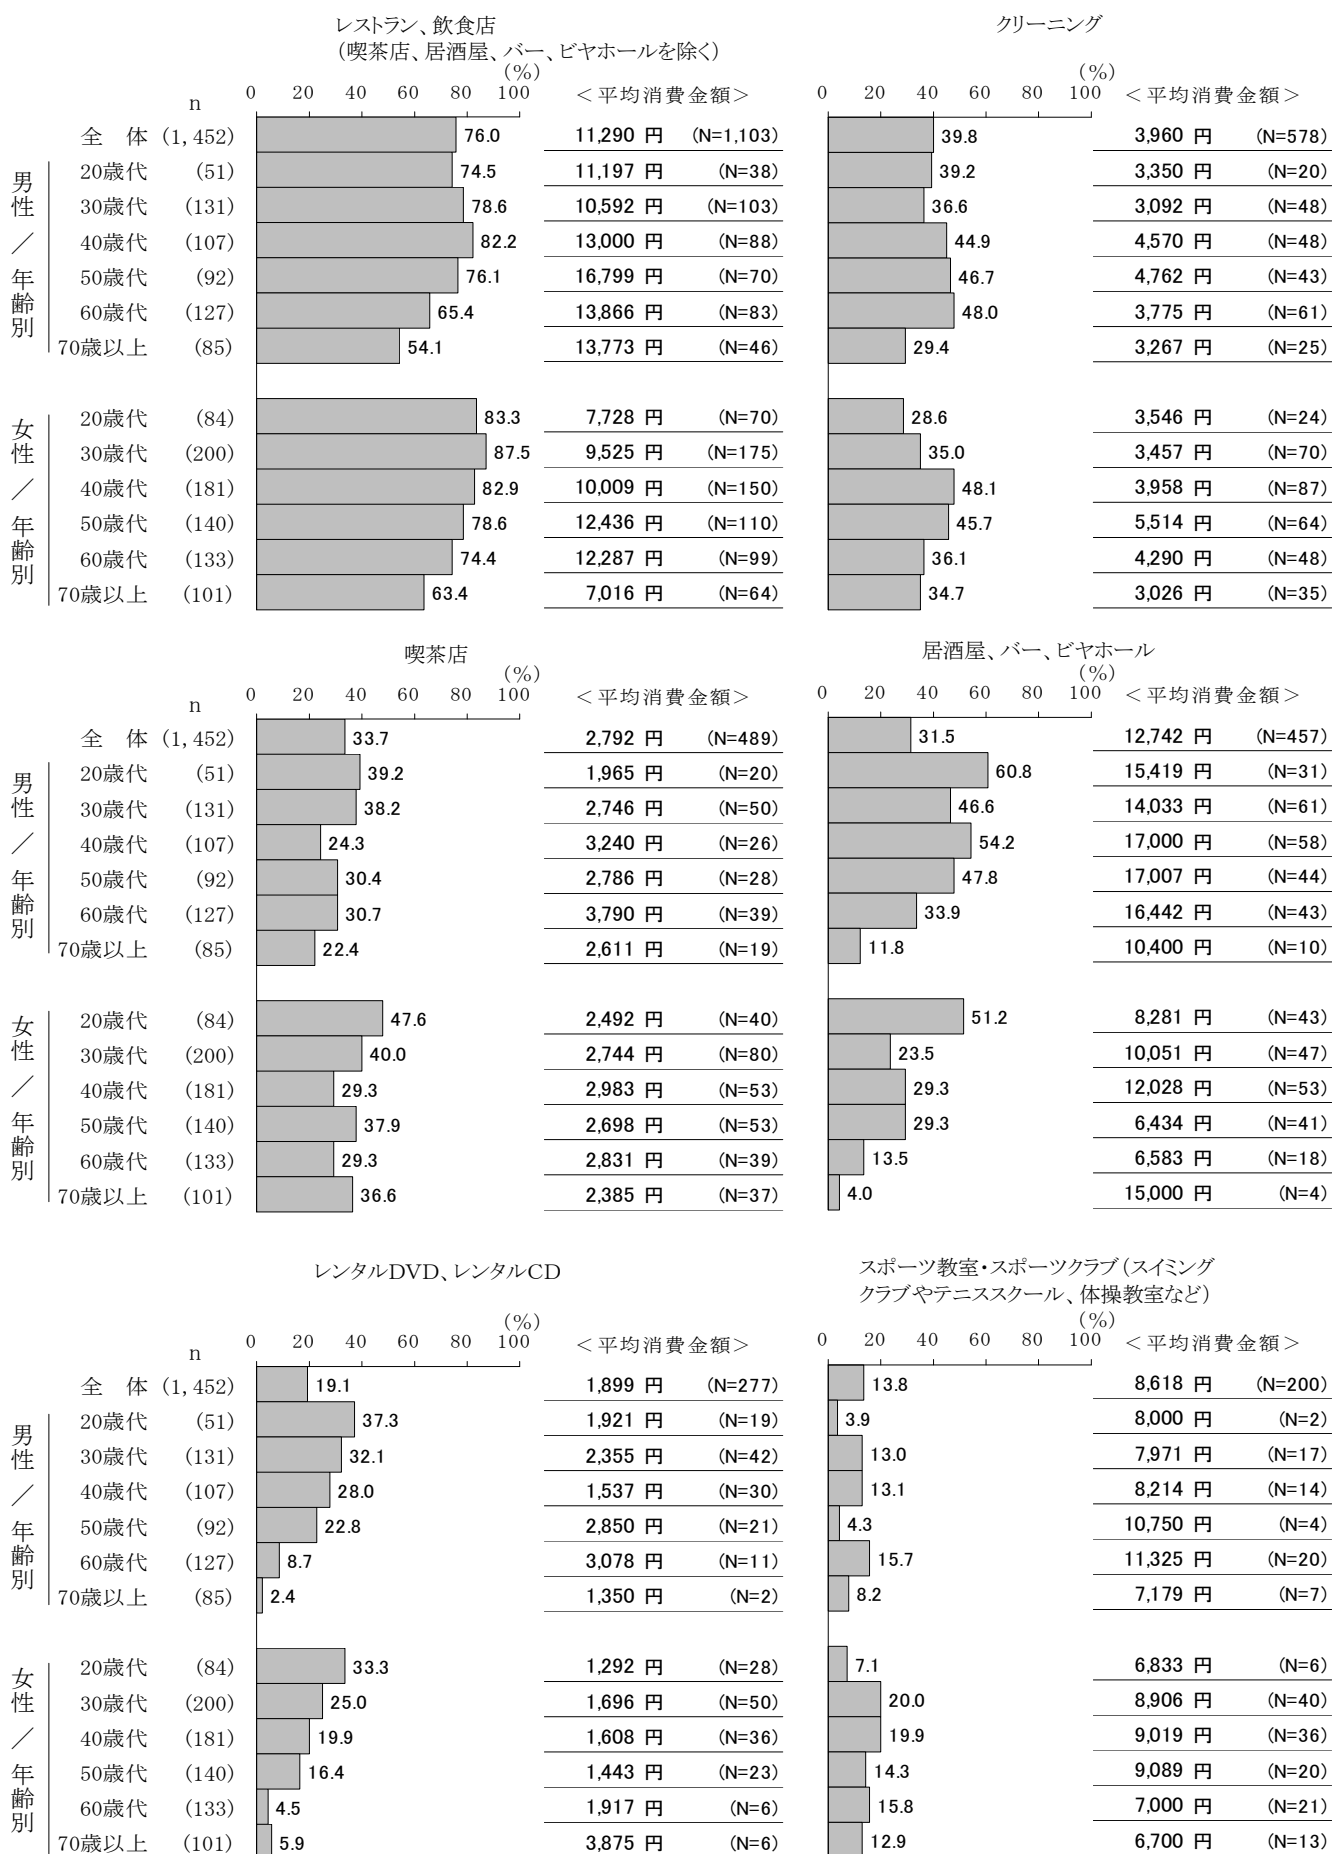 レストラン、飲食店
（喫茶店、居酒屋、バー、ビヤホールを除く）
(%)
0 20 40 60 80 100
n
＜平均消費金額＞
全 体 (1,452) 76.0 11,290 円 (N=1,103)
男性／年齢別
20歳代 (51) 74.5 11,197 円 (N=38)
30歳代 (131) 78.6 10,592 円 (N=103)
40歳代 (107) 82.2 13,000 円 (N=88)
50歳代 (92) 76.1 16,799 円 (N=70)
60歳代 (127) 65.4 13,866 円 (N=83)
70歳以上 (85) 54.1 13,773 円 (N=46)
女性／年齢別
20歳代 (84) 83.3 7,728 円 (N=70)
30歳代 (200) 87.5 9,525 円 (N=175)
40歳代 (181) 82.9 10,009 円 (N=150)
50歳代 (140) 78.6 12,436 円 (N=110)
60歳代 (133) 74.4 12,287 円 (N=99)
70歳以上 (101) 63.4 7,016 円 (N=64)
クリーニング
(%)
0 20 40 60 80 100
＜平均消費金額＞
39.8 3,960 円 (N=578)
39.2 3,350 円 (N=20)
36.6 3,092 円 (N=48)
44.9 4,570 円 (N=48)
46.7 4,762 円 (N=43)
48.0 3,775 円 (N=61)
29.4 3,267 円 (N=25)
28.6 3,546 円 (N=24)
35.0 3,457 円 (N=70)
48.1 3,958 円 (N=87)
45.7 5,514 円 (N=64)
36.1 4,290 円 (N=48)
34.7 3,026 円 (N=35)
喫茶店
(%)
0 20 40 60 80 100
n
＜平均消費金額＞
全 体 (1,452) 33.7 2,792 円 (N=489)
男性／年齢別
20歳代 (51) 39.2 1,965 円 (N=20)
30歳代 (131) 38.2 2,746 円 (N=50)
40歳代 (107) 24.3 3,240 円 (N=26)
50歳代 (92) 30.4 2,786 円 (N=28)
60歳代 (127) 30.7 3,790 円 (N=39)
70歳以上 (85) 22.4 2,611 円 (N=19)
女性／年齢別
20歳代 (84) 47.6 2,492 円 (N=40)
30歳代 (200) 40.0 2,744 円 (N=80)
40歳代 (181) 29.3 2,983 円 (N=53)
50歳代 (140) 37.9 2,698 円 (N=53)
60歳代 (133) 29.3 2,831 円 (N=39)
70歳以上 (101) 36.6 2,385 円 (N=37)
居酒屋、バー、ビヤホール
(%)
0 20 40 60 80 100
＜平均消費金額＞
31.5 12,742 円 (N=457)
60.8 15,419 円 (N=31)
46.6 14,033 円 (N=61)
54.2 17,000 円 (N=58)
47.8 17,007 円 (N=44)
33.9 16,442 円 (N=43)
11.8 10,400 円 (N=10)
51.2 8,281 円 (N=43)
23.5 10,051 円 (N=47)
29.3 12,028 円 (N=53)
29.3 6,434 円 (N=41)
13.5 6,583 円 (N=18)
4.0 15,000 円 (N=4)
レンタルDVD、レンタルCD
(%)
0 20 40 60 80 100
n
＜平均消費金額＞
全 体 (1,452) 19.1 1,899 円 (N=277)
男性／年齢別
20歳代 (51) 37.3 1,921 円 (N=19)
30歳代 (131) 32.1 2,355 円 (N=42)
40歳代 (107) 28.0 1,537 円 (N=30)
50歳代 (92) 22.8 2,850 円 (N=21)
60歳代 (127) 8.7 3,078 円 (N=11)
70歳以上 (85) 2.4 1,350 円 (N=2)
女性／年齢別
20歳代 (84) 33.3 1,292 円 (N=28)
30歳代 (200) 25.0 1,696 円 (N=50)
40歳代 (181) 19.9 1,608 円 (N=36)
50歳代 (140) 16.4 1,443 円 (N=23)
60歳代 (133) 4.5 1,917 円 (N=6)
70歳以上 (101) 5.9 3,875 円 (N=6)
スポーツ教室・スポーツクラブ（スイミング
クラブやテニススクール、体操教室など）
(%)
0 20 40 60 80 100
＜平均消費金額＞
13.8 8,618 円 (N=200)
3.9 8,000 円 (N=2)
13.0 7,971 円 (N=17)
13.1 8,214 円 (N=14)
4.3 10,750 円 (N=4)
15.7 11,325 円 (N=20)
8.2 7,179 円 (N=7)
7.1 6,833 円 (N=6)
20.0 8,906 円 (N=40)
19.9 9,019 円 (N=36)
14.3 9,089 円 (N=20)
15.8 7,000 円 (N=21)
12.9 6,700 円 (N=13)